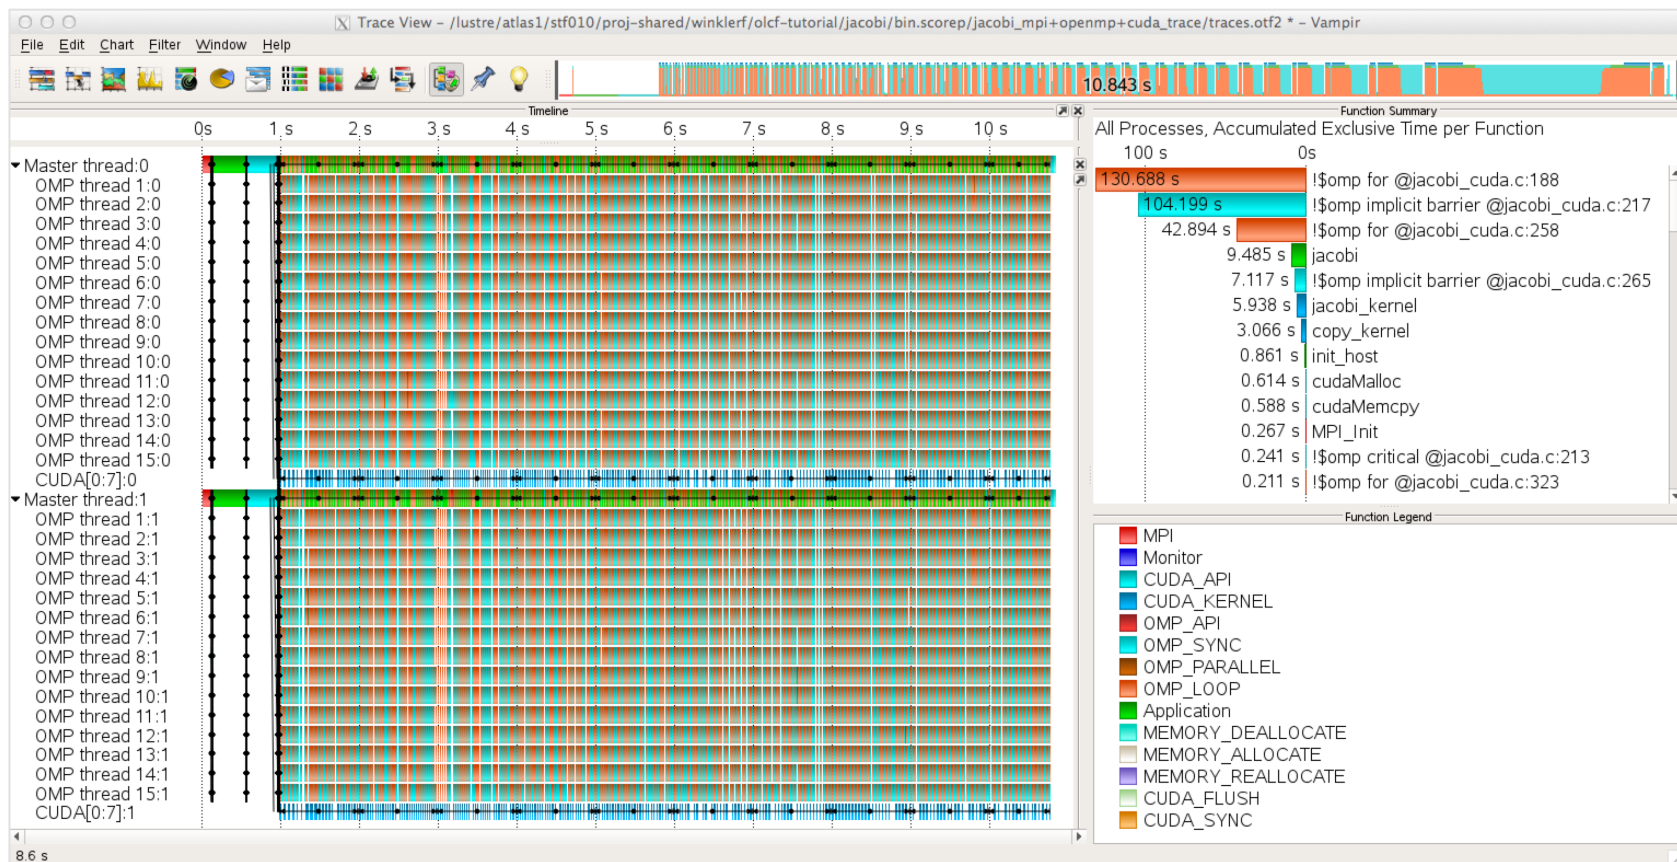 Trace View – /lustre/atlas1/stf010/proj-shared/winklerf/olcf-tutorial/jacobi/bin.scorep/jacobi_mpi+openmp+cuda_trace/traces.otf2 * – Vampir
File Edit Chart Filter Window Help
10.843 s
Timeline
0s 1 s 2 s 3 s 4 s 5 s 6 s 7 s 8 s 9 s 10 s
Master thread:0
OMP thread 1:0
OMP thread 2:0
OMP thread 3:0
OMP thread 4:0
OMP thread 5:0
OMP thread 6:0
OMP thread 7:0
OMP thread 8:0
OMP thread 9:0
OMP thread 10:0
OMP thread 11:0
OMP thread 12:0
OMP thread 13:0
OMP thread 14:0
OMP thread 15:0
CUDA[0:7]:0
Master thread:1
OMP thread 1:1
OMP thread 2:1
OMP thread 3:1
OMP thread 4:1
OMP thread 5:1
OMP thread 6:1
OMP thread 7:1
OMP thread 8:1
OMP thread 9:1
OMP thread 10:1
OMP thread 11:1
OMP thread 12:1
OMP thread 13:1
OMP thread 14:1
OMP thread 15:1
CUDA[0:7]:1
Function Summary
All Processes, Accumulated Exclusive Time per Function
100 s 0s
130.688 s !$omp for @jacobi_cuda.c:188
104.199 s !$omp implicit barrier @jacobi_cuda.c:217
42.894 s !$omp for @jacobi_cuda.c:258
9.485 s jacobi
7.117 s !$omp implicit barrier @jacobi_cuda.c:265
5.938 s jacobi_kernel
3.066 s copy_kernel
0.861 s init_host
0.614 s cudaMalloc
0.588 s cudaMemcpy
0.267 s MPI_Init
0.241 s !$omp critical @jacobi_cuda.c:213
0.211 s !$omp for @jacobi_cuda.c:323
Function Legend
MPI
Monitor
CUDA_API
CUDA_KERNEL
OMP_API
OMP_SYNC
OMP_PARALLEL
OMP_LOOP
Application
MEMORY_DEALLOCATE
MEMORY_ALLOCATE
MEMORY_REALLOCATE
CUDA_FLUSH
CUDA_SYNC
8.6 s